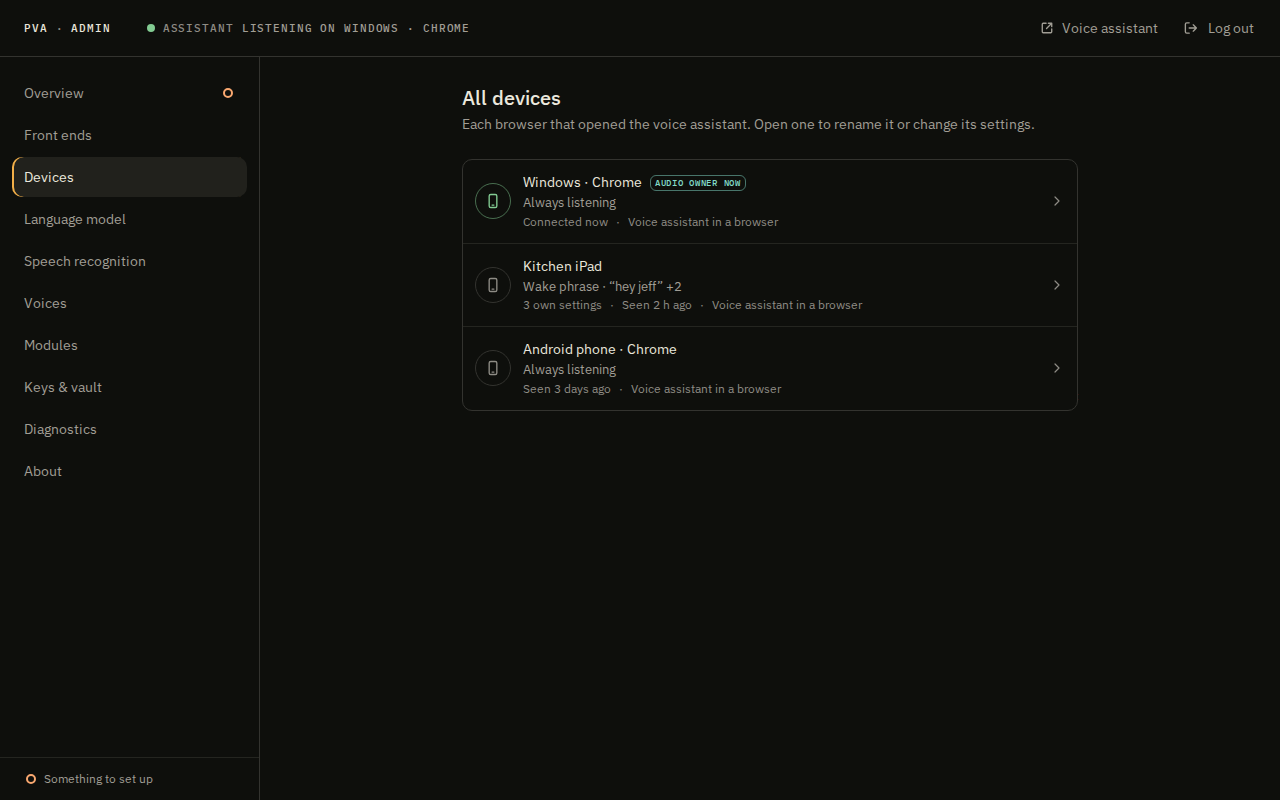 PVA · ADMIN
ASSISTANT LISTENING ON WINDOWS · CHROME
Voice assistant
Log out
Overview
Front ends
Devices
Language model
Speech recognition
Voices
Modules
Keys & vault
Diagnostics
About
Something to set up
All devices
Each browser that opened the voice assistant. Open one to rename it or change its settings.
Windows · Chrome AUDIO OWNER NOW
Always listening
Connected now · Voice assistant in a browser
Kitchen iPad
Wake phrase · “hey jeff” +2
3 own settings · Seen 2 h ago · Voice assistant in a browser
Android phone · Chrome
Always listening
Seen 3 days ago · Voice assistant in a browser